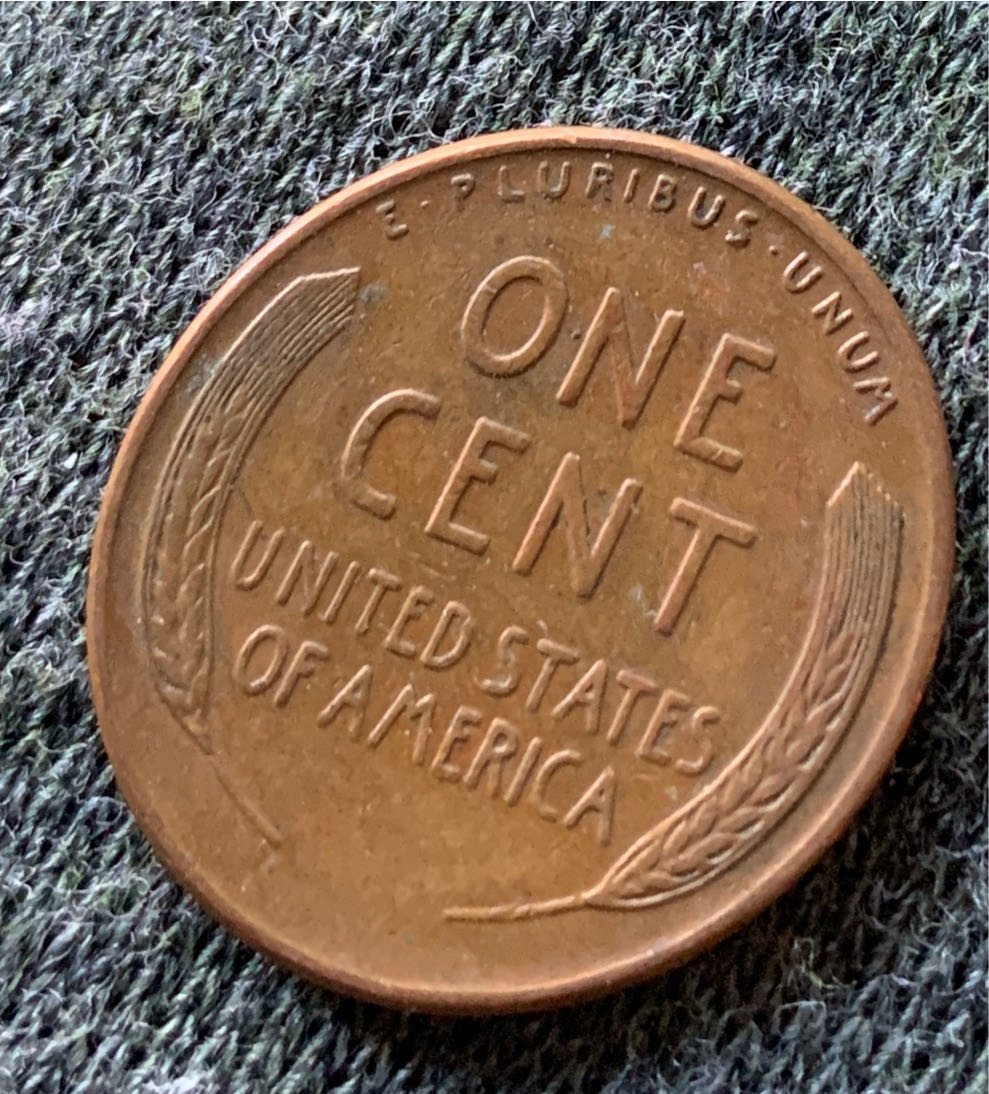 E·PLURIBUS·UNUM
ONE
CENT
UNITED STATES
OF AMERICA